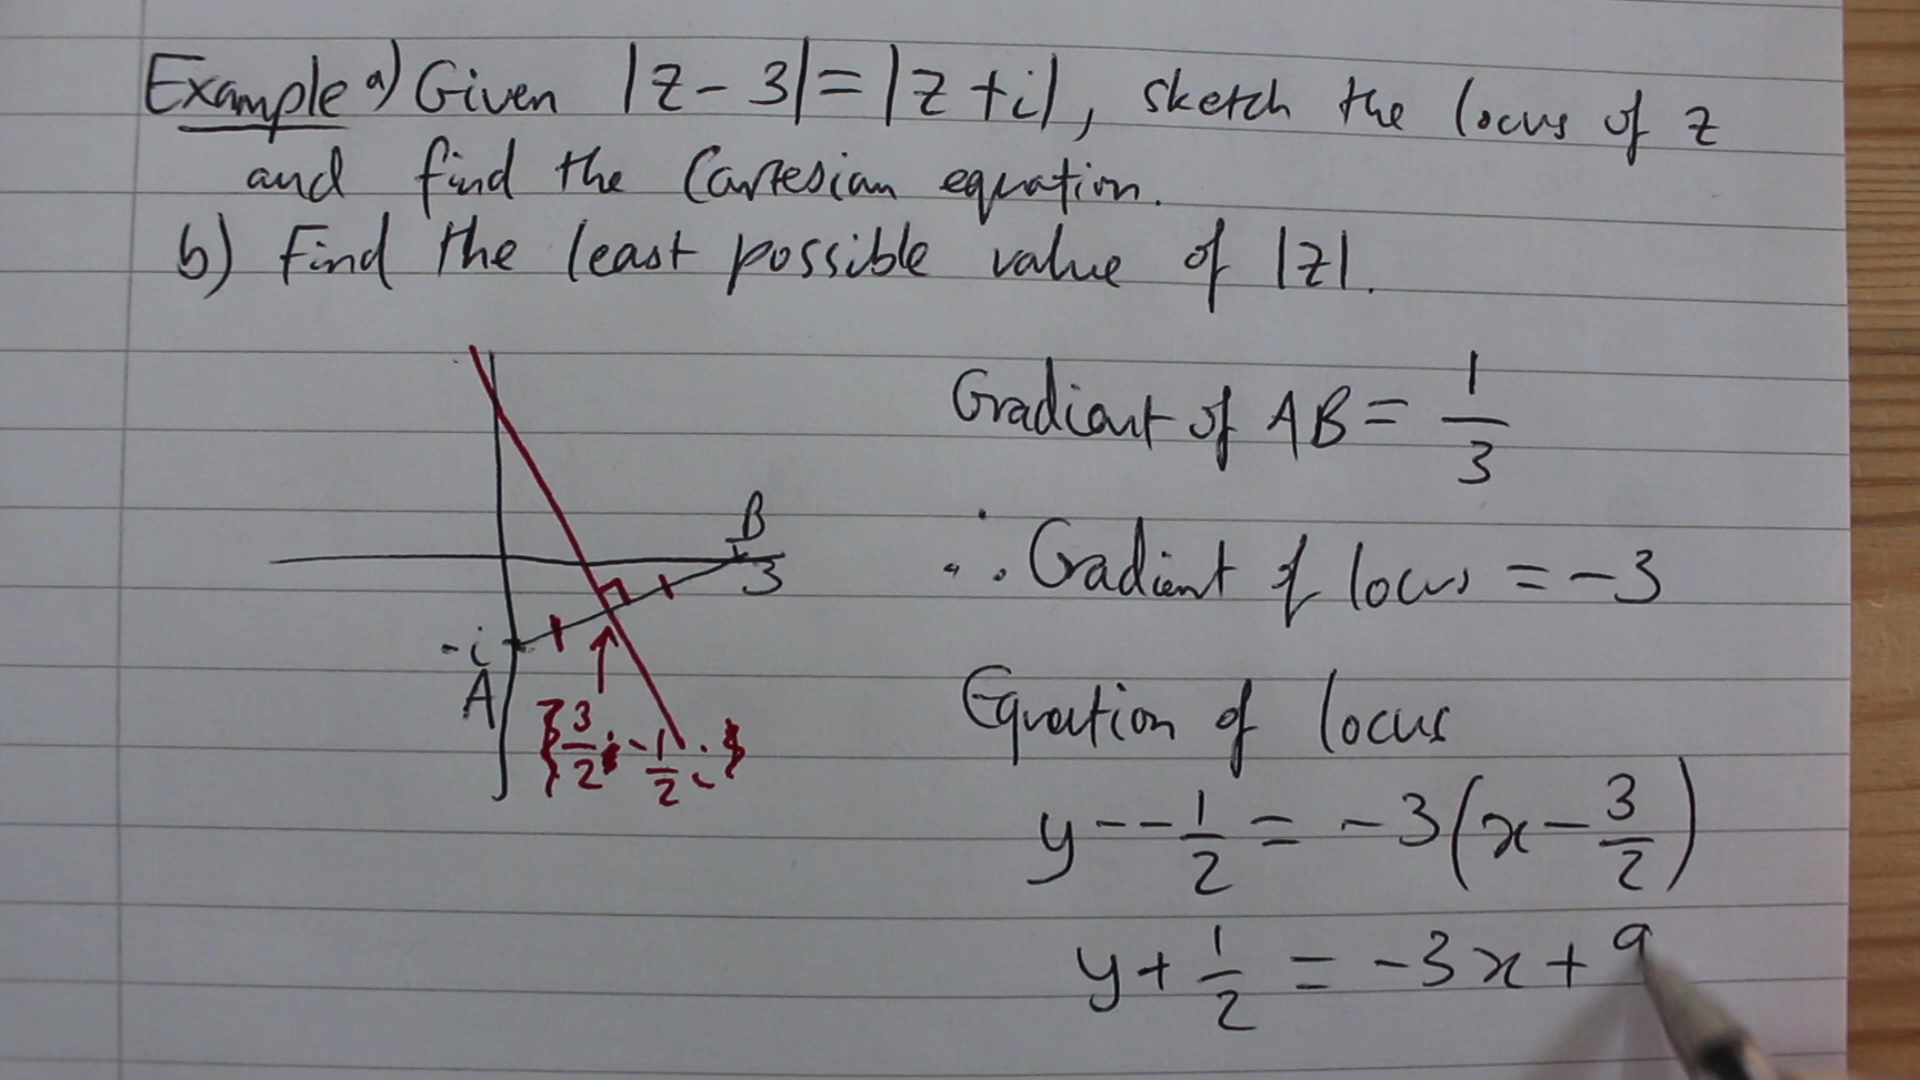 Example a) Given |z - 3| = |z + i|, sketch the locus of z
and find the Cartesian equation.
b) Find the least possible value of |z|.
B
3
-i
A
3/2 - 1/2 i
Gradient of AB = 1/3
∴ Gradient of locus = -3
Equation of locus
y - - 1/2 = -3(x - 3/2)
y + 1/2 = -3x + 9